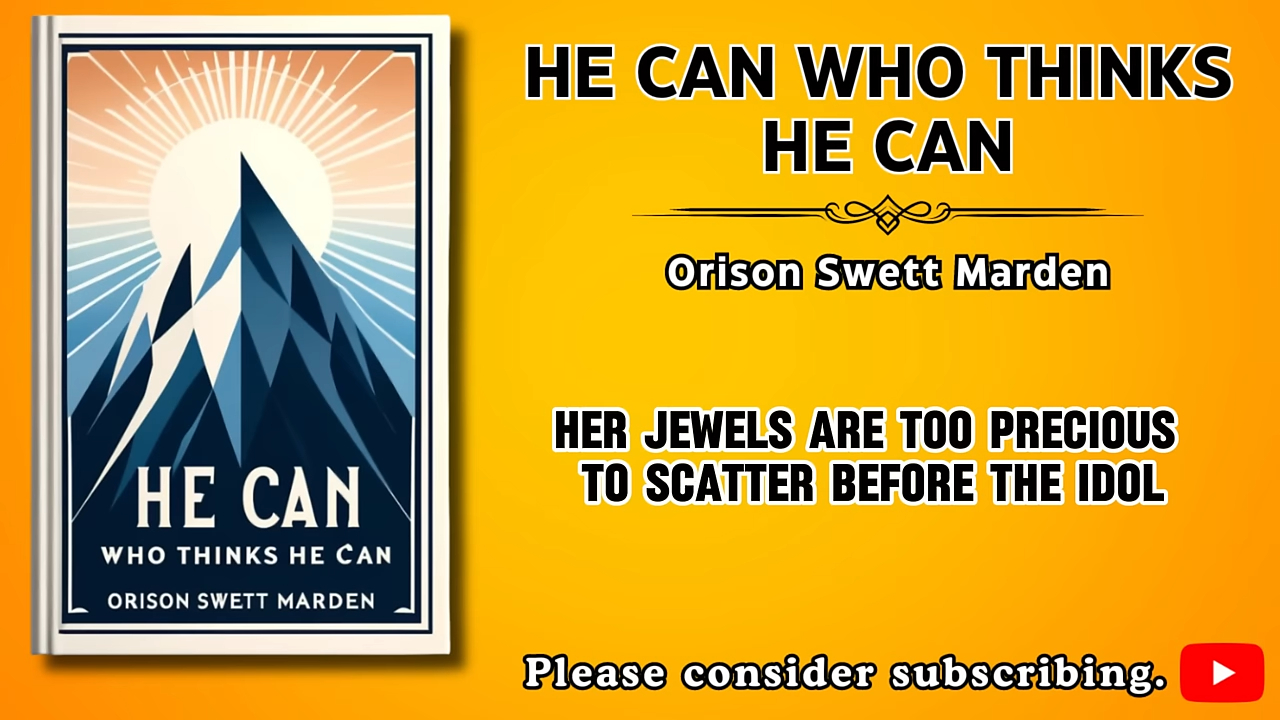 HE CAN
WHO THINKS HE CAN
ORISON SWETT MARDEN
HE CAN WHO THINKS
HE CAN
Orison Swett Marden
HER JEWELS ARE TOO PRECIOUS
TO SCATTER BEFORE THE IDOL
Please consider subscribing.